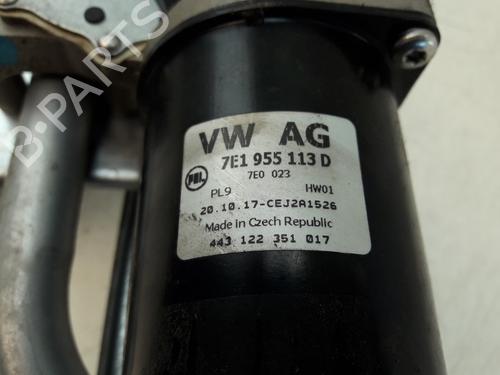 B-PARTS
VW AG
PAL 7E1 955 113 D
7E0 023
PL9 HW01
20.10.17-CEJ2A1526
Made in Czech Republic
443 122 351 017